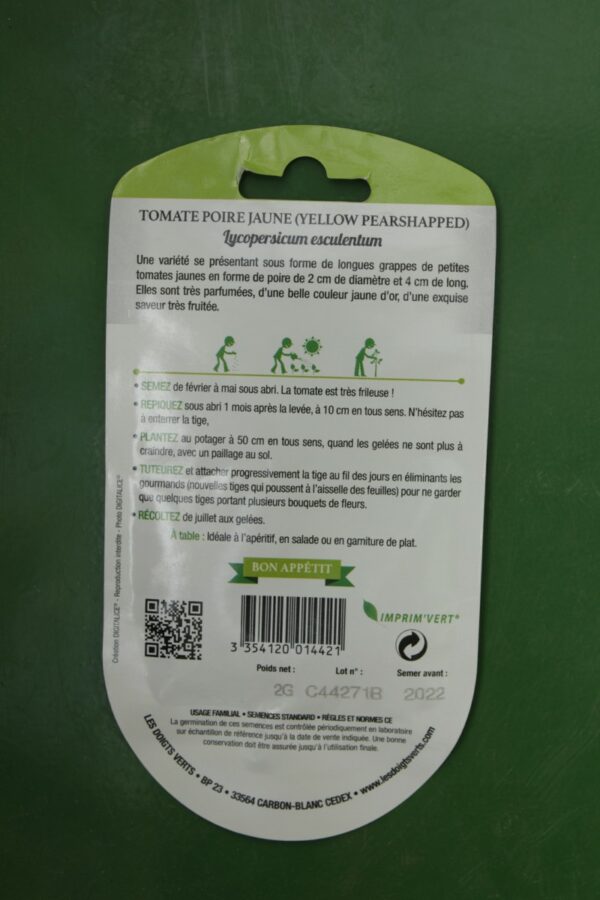 TOMATE POIRE JAUNE (YELLOW PEARSHAPPED)
Lycopersicum esculentum
Une variété se présentant sous forme de longues grappes de petites
tomates jaunes en forme de poire de 2 cm de diamètre et 4 cm de long.
Elles sont très parfumées, d'une belle couleur jaune d'or, d'une exquise
saveur très fruitée.
• SEMEZ de février à mai sous abri. La tomate est très frileuse !
• REPIQUEZ sous abri 1 mois après la levée, à 10 cm en tous sens. N'hésitez pas
à enterrer la tige,
• PLANTEZ au potager à 50 cm en tous sens, quand les gelées ne sont plus à
craindre, avec un paillage au sol.
• TUTEUREZ et attacher progressivement la tige au fil des jours en éliminants les
gourmands (nouvelles tiges qui poussent à l'aisselle des feuilles) pour ne garder
que quelques tiges portant plusieurs bouquets de fleurs.
• RÉCOLTEZ de juillet aux gelées.
À table : Idéale à l'apéritif, en salade ou en garniture de plat.
BON APPÉTIT
Création DIGITALICE® - Reproduction interdite - Photo DIGITALICE®
IMPRIM'VERT®
3 354120 014421
Poids net : Lot n° : Semer avant :
2G C44271B 2022
USAGE FAMILIAL • SEMENCES STANDARD • RÈGLES ET NORMES CE
La germination de ces semences est contrôlée périodiquement en laboratoire
sur échantillon de référence jusqu'à la date de vente indiquée. Une bonne
conservation doit être assurée jusqu'à l'utilisation finale.
LES DOIGTS VERTS • BP 23 • 33564 CARBON-BLANC CEDEX • www.lesdoigtsverts.com